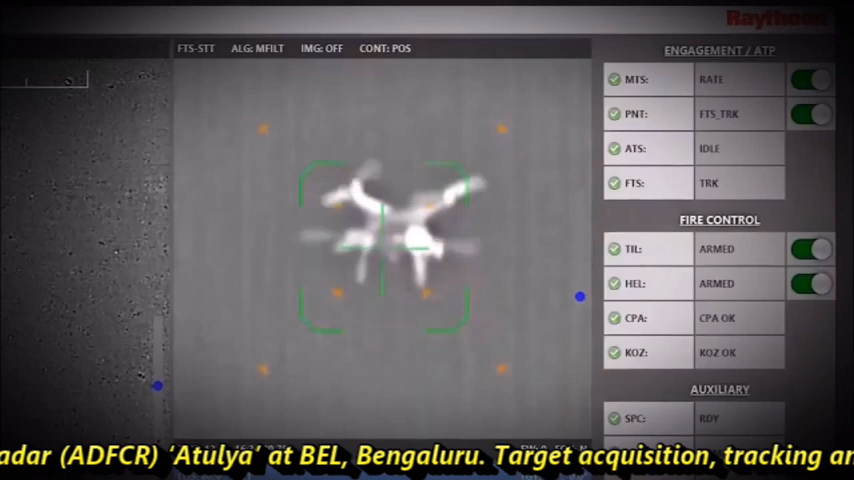 Raytheon
FTS-STT ALG: MFILT IMG: OFF CONT: POS
ENGAGEMENT / ATP
MTS: RATE
PNT: FTS_TRK
ATS: IDLE
FTS: TRK
FIRE CONTROL
TIL: ARMED
HEL: ARMED
CPA: CPA OK
KOZ: KOZ OK
AUXILIARY
SPC: RDY
adar (ADFCR) ‘Atulya’ at BEL, Bengaluru. Target acquisition, tracking an